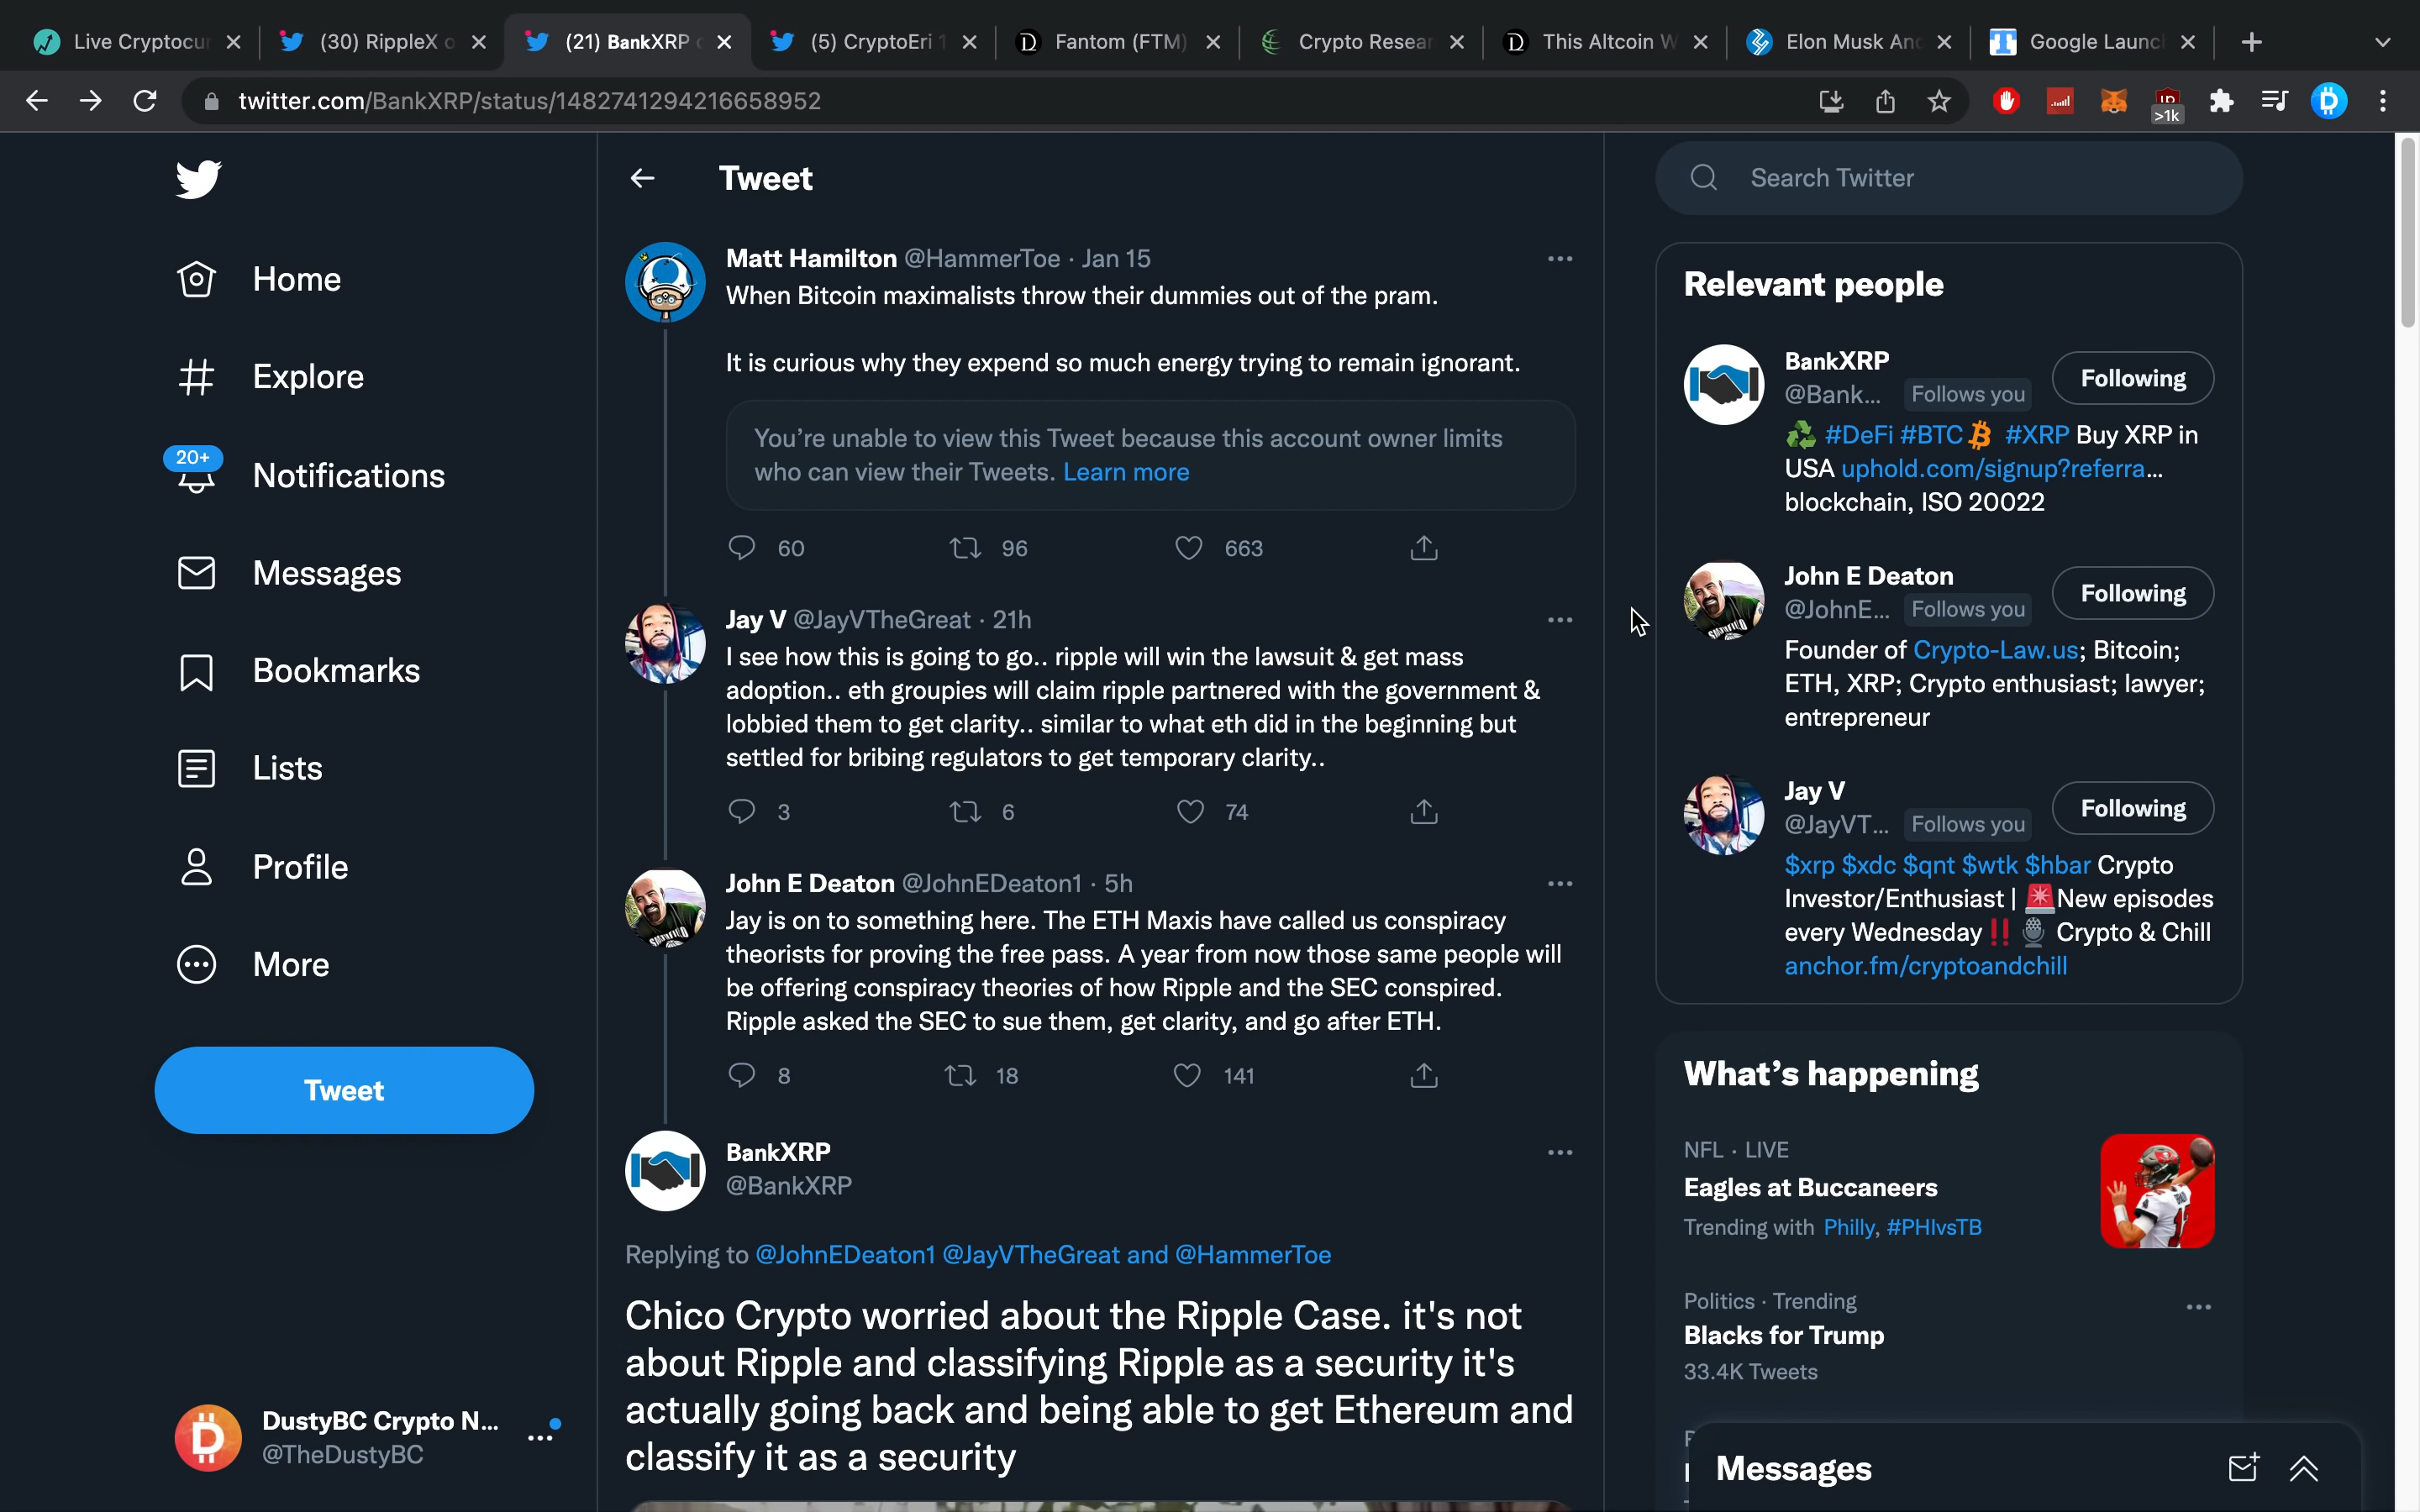 Live Cryptocur
(30) RippleX o
(21) BankXRP o
(5) CryptoEri
Fantom (FTM)
Crypto Resear
This Altcoin W
Elon Musk An
Google Launc
twitter.com/BankXRP/status/1482741294216658952
>1k
Home
Explore
20+
Notifications
Messages
Bookmarks
Lists
Profile
More
Tweet
DustyBC Crypto N...
@TheDustyBC
Tweet
Matt Hamilton @HammerToe · Jan 15
When Bitcoin maximalists throw their dummies out of the pram.
It is curious why they expend so much energy trying to remain ignorant.
You’re unable to view this Tweet because this account owner limits
who can view their Tweets. Learn more
60 96 663
Jay V @JayVTheGreat · 21h
I see how this is going to go.. ripple will win the lawsuit & get mass
adoption.. eth groupies will claim ripple partnered with the government &
lobbied them to get clarity.. similar to what eth did in the beginning but
settled for bribing regulators to get temporary clarity..
3 6 74
John E Deaton @JohnEDeaton1 · 5h
Jay is on to something here. The ETH Maxis have called us conspiracy
theorists for proving the free pass. A year from now those same people will
be offering conspiracy theories of how Ripple and the SEC conspired.
Ripple asked the SEC to sue them, get clarity, and go after ETH.
8 18 141
BankXRP
@BankXRP
Replying to @JohnEDeaton1 @JayVTheGreat and @HammerToe
Chico Crypto worried about the Ripple Case. it's not
about Ripple and classifying Ripple as a security it's
actually going back and being able to get Ethereum and
classify it as a security
Search Twitter
Relevant people
BankXRP
@Bank... Follows you
Following
♻️ #DeFi #BTC #XRP Buy XRP in
USA uphold.com/signup?referra...
blockchain, ISO 20022
John E Deaton
@JohnE... Follows you
Following
Founder of Crypto-Law.us; Bitcoin;
ETH, XRP; Crypto enthusiast; lawyer;
entrepreneur
Jay V
@JayVT... Follows you
Following
$xrp $xdc $qnt $wtk $hbar Crypto
Investor/Enthusiast | 🚨New episodes
every Wednesday ‼️ 🎙 Crypto & Chill
anchor.fm/cryptoandchill
What’s happening
NFL · LIVE
Eagles at Buccaneers
Trending with Philly, #PHIvsTB
Politics · Trending
Blacks for Trump
33.4K Tweets
Messages